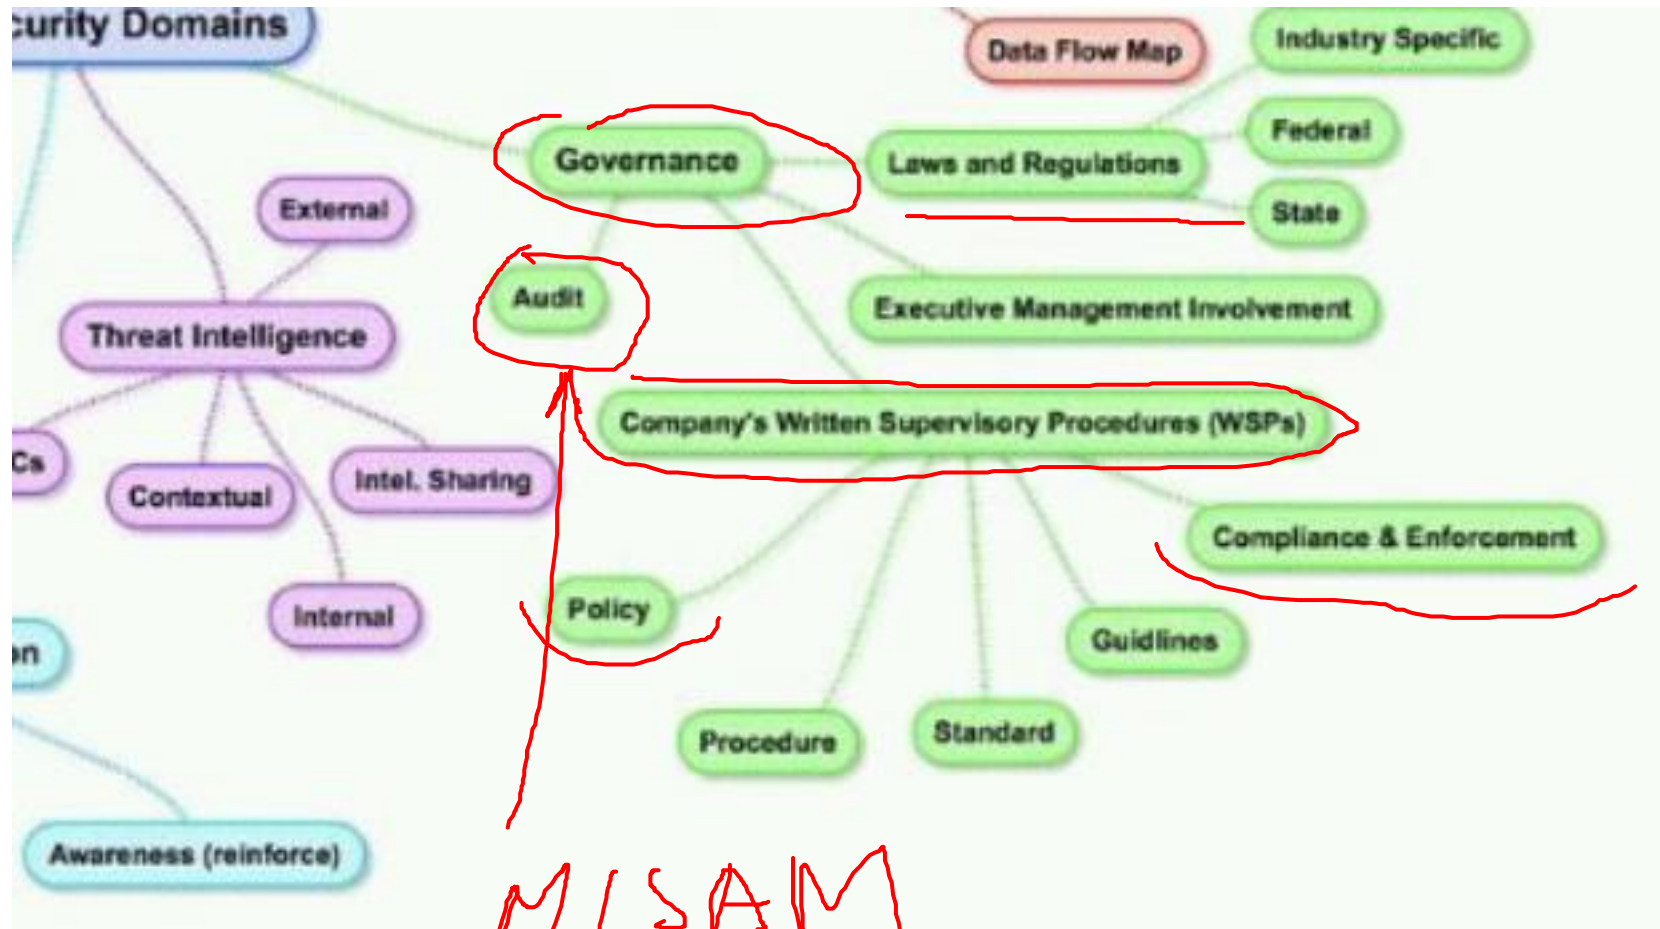 curity Domains
Data Flow Map
Industry Specific
Federal
Governance
Laws and Regulations
State
External
Audit
Executive Management Involvement
Threat Intelligence
Company's Written Supervisory Procedures (WSPs)
Cs
Contextual
Intel. Sharing
Compliance & Enforcement
Policy
Internal
Guidlines
on
Procedure
Standard
Awareness (reinforce)
MISAM